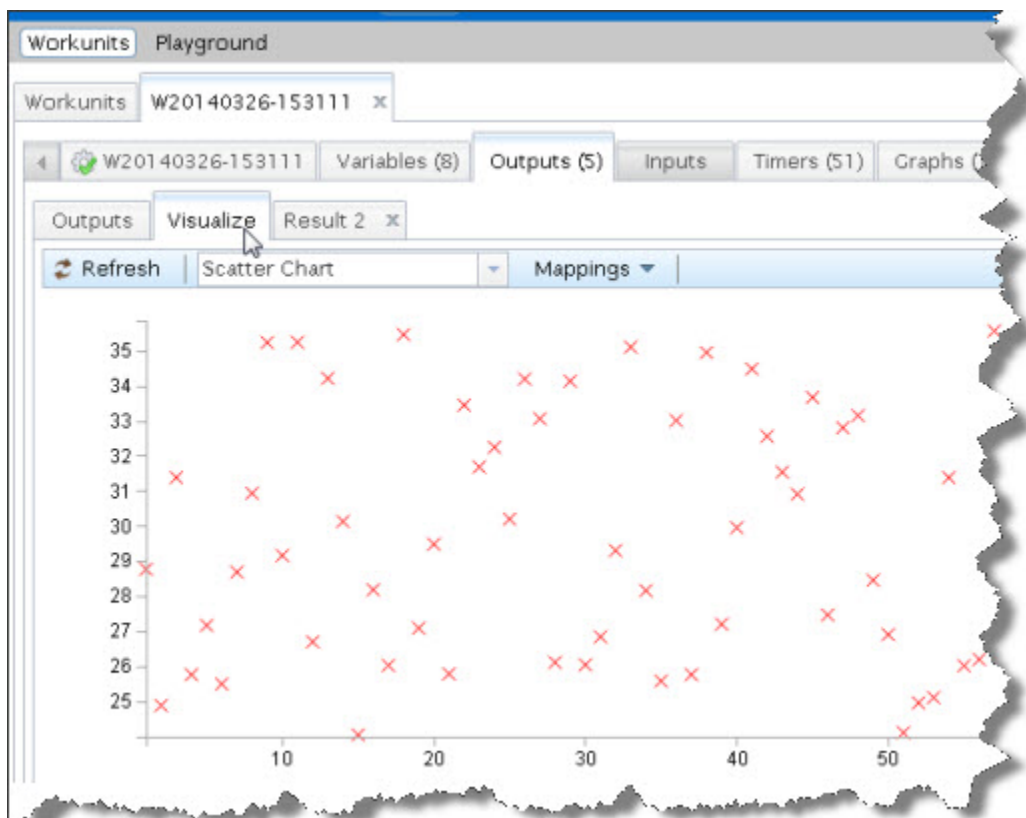 Workunits Playground
Workunits W20140326-153111 x
W20140326-153111 Variables (8) Outputs (5) Inputs Timers (51) Graphs
Outputs Visualize Result 2 x
Refresh Scatter Chart Mappings
35
34
33
32
31
30
29
28
27
26
25
10 20 30 40 50